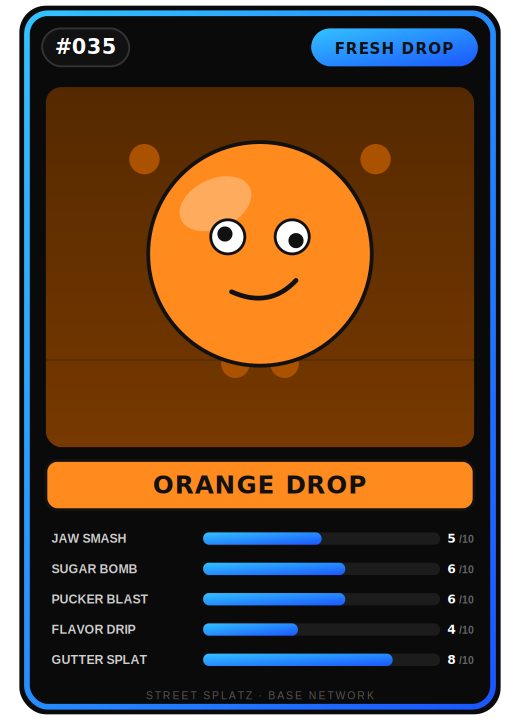 #035
FRESH DROP
ORANGE DROP
JAW SMASH 5 /10
SUGAR BOMB 6 /10
PUCKER BLAST 6 /10
FLAVOR DRIP 4 /10
GUTTER SPLAT 8 /10
STREET SPLATZ · BASE NETWORK